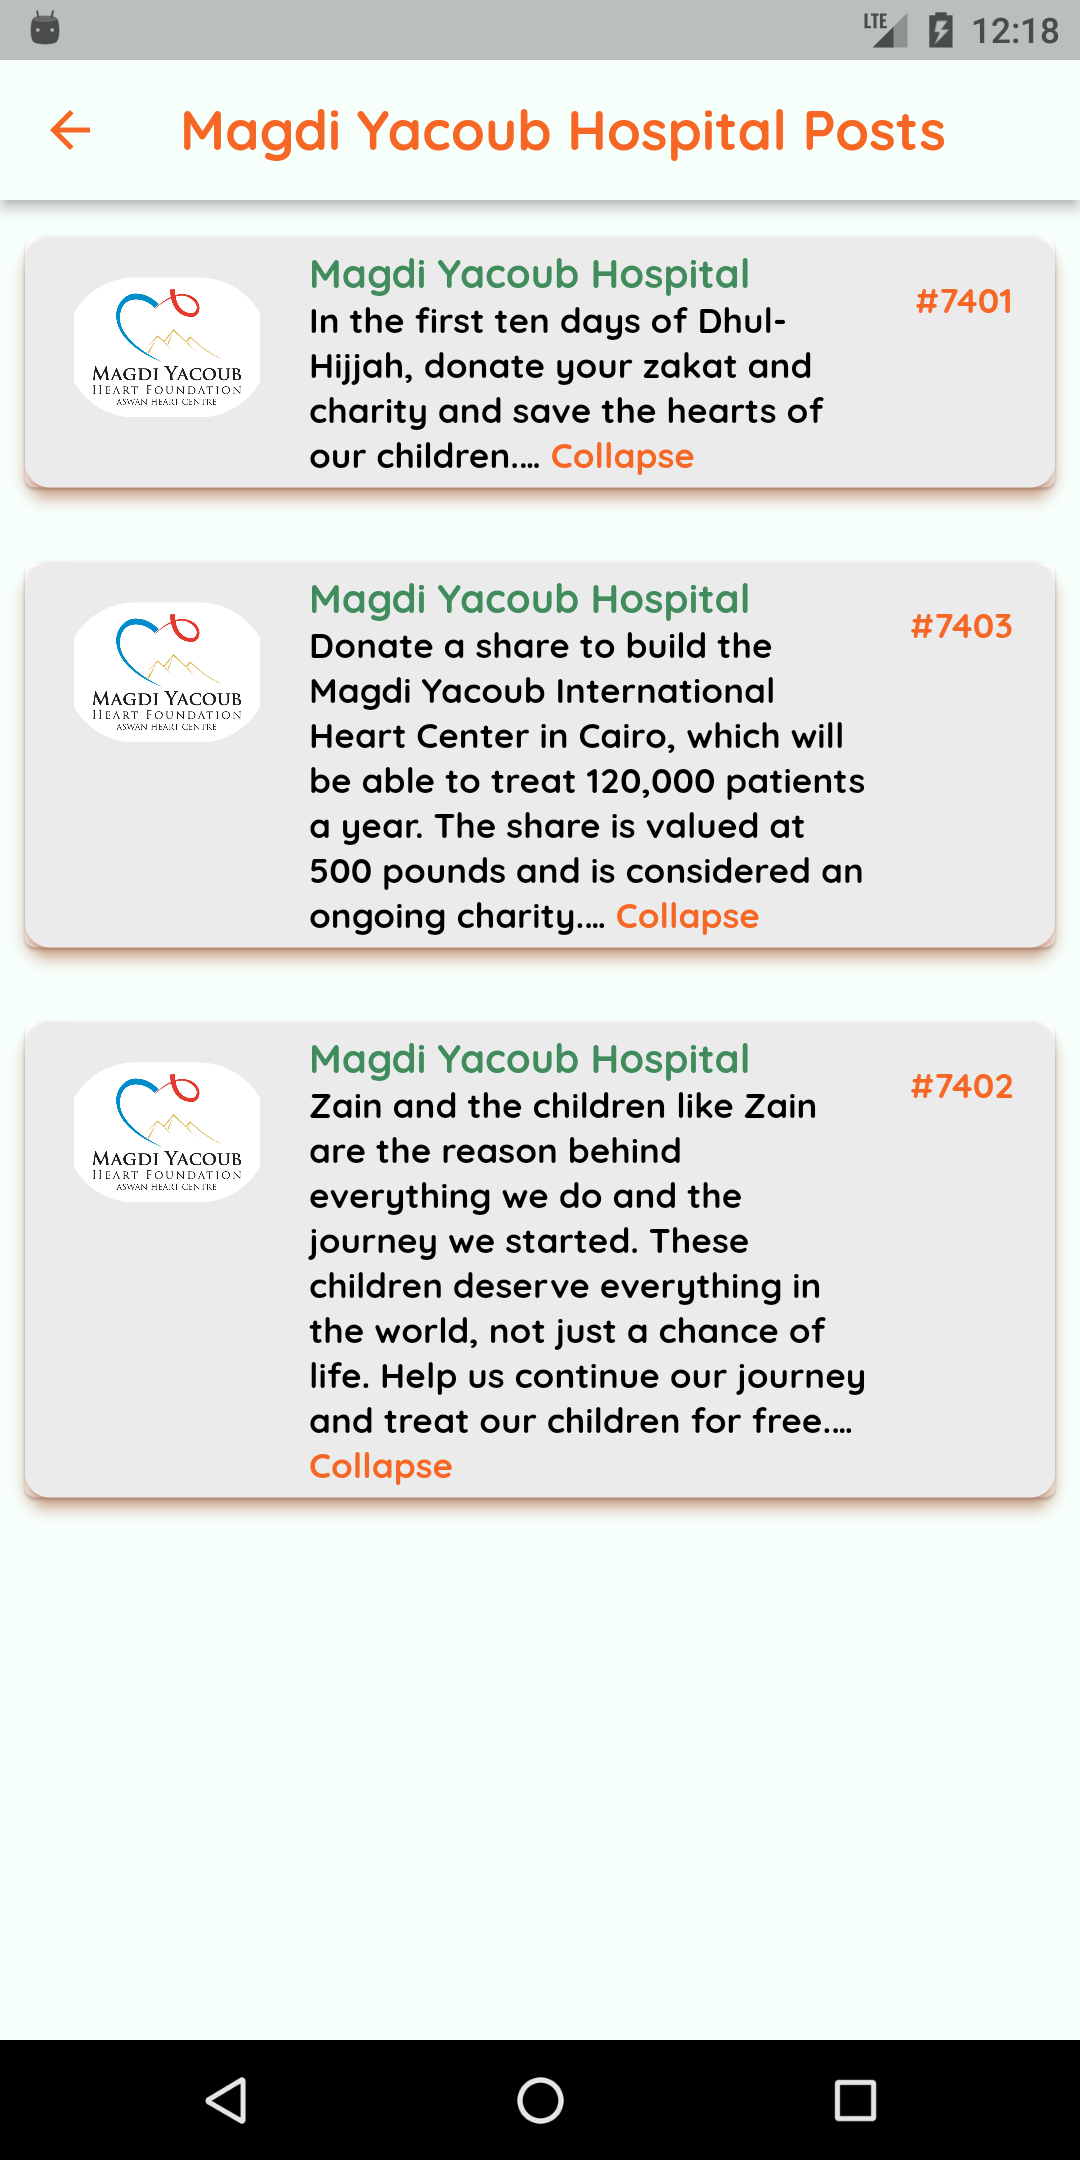 LTE 12:18
Magdi Yacoub Hospital Posts
Magdi Yacoub Hospital
#7401
In the first ten days of Dhul-
Hijjah, donate your zakat and
charity and save the hearts of
our children.... Collapse
MAGDI YACOUB
HEART FOUNDATION
ASWAN HEART CENTRE
Magdi Yacoub Hospital
#7403
Donate a share to build the
Magdi Yacoub International
Heart Center in Cairo, which will
be able to treat 120,000 patients
a year. The share is valued at
500 pounds and is considered an
ongoing charity.... Collapse
MAGDI YACOUB
HEART FOUNDATION
ASWAN HEART CENTRE
Magdi Yacoub Hospital
#7402
Zain and the children like Zain
are the reason behind
everything we do and the
journey we started. These
children deserve everything in
the world, not just a chance of
life. Help us continue our journey
and treat our children for free....
Collapse
MAGDI YACOUB
HEART FOUNDATION
ASWAN HEART CENTRE